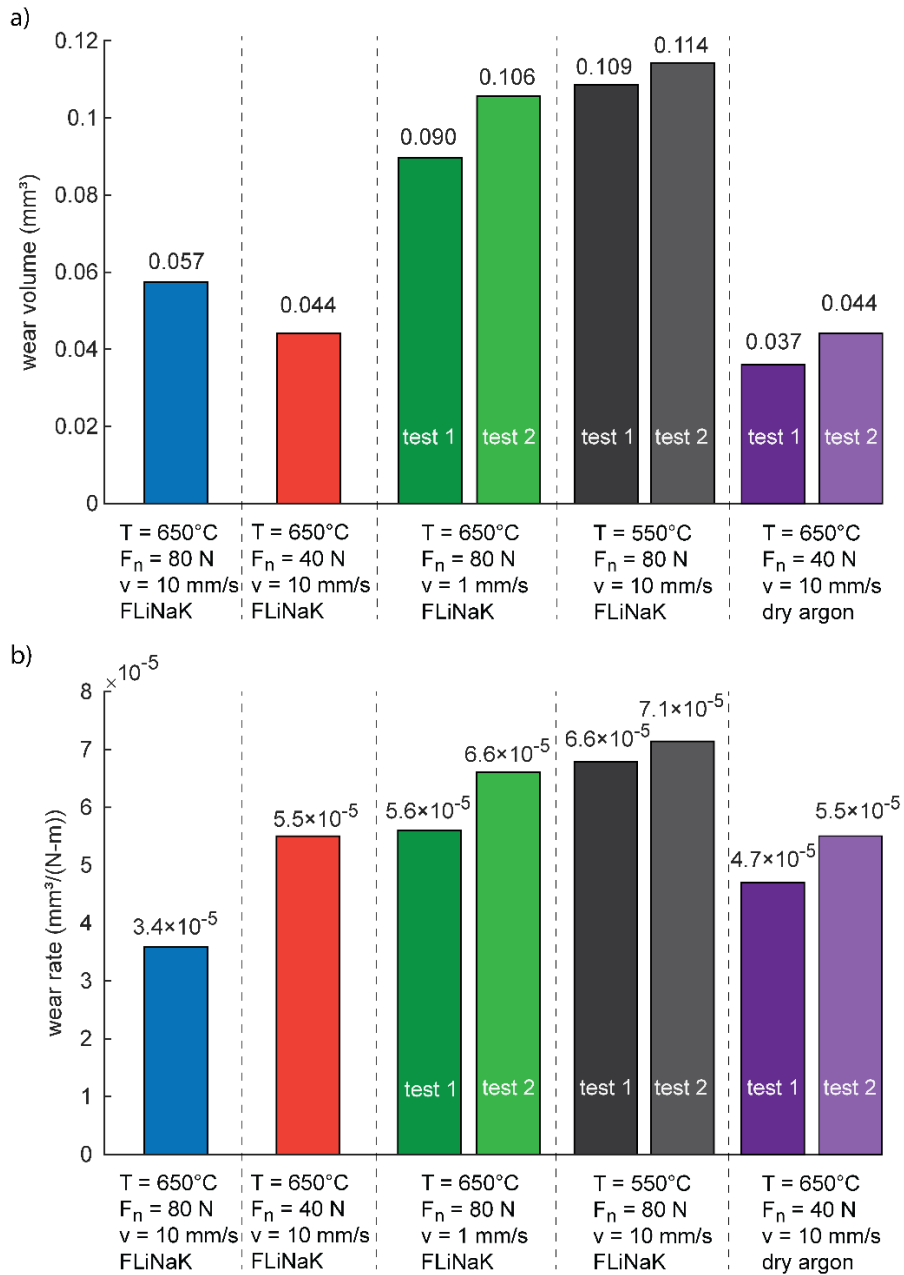 a)
wear volume (mm³)
0.12
0.1
0.08
0.06
0.04
0.02
0
0.057
0.044
0.090
0.106
0.109
0.114
0.037
0.044
test 1
test 2
test 1
test 2
test 1
test 2
T = 650°C
F_n = 80 N
v = 10 mm/s
FLiNaK
T = 650°C
F_n = 40 N
v = 10 mm/s
FLiNaK
T = 650°C
F_n = 80 N
v = 1 mm/s
FLiNaK
T = 550°C
F_n = 80 N
v = 10 mm/s
FLiNaK
T = 650°C
F_n = 40 N
v = 10 mm/s
dry argon
b)
×10^-5
wear rate (mm³/(N-m))
8
7
6
5
4
3
2
1
0
3.4×10^-5
5.5×10^-5
5.6×10^-5
6.6×10^-5
6.6×10^-5
7.1×10^-5
4.7×10^-5
5.5×10^-5
test 1
test 2
test 1
test 2
test 1
test 2
T = 650°C
F_n = 80 N
v = 10 mm/s
FLiNaK
T = 650°C
F_n = 40 N
v = 10 mm/s
FLiNaK
T = 650°C
F_n = 80 N
v = 1 mm/s
FLiNaK
T = 550°C
F_n = 80 N
v = 10 mm/s
FLiNaK
T = 650°C
F_n = 40 N
v = 10 mm/s
dry argon